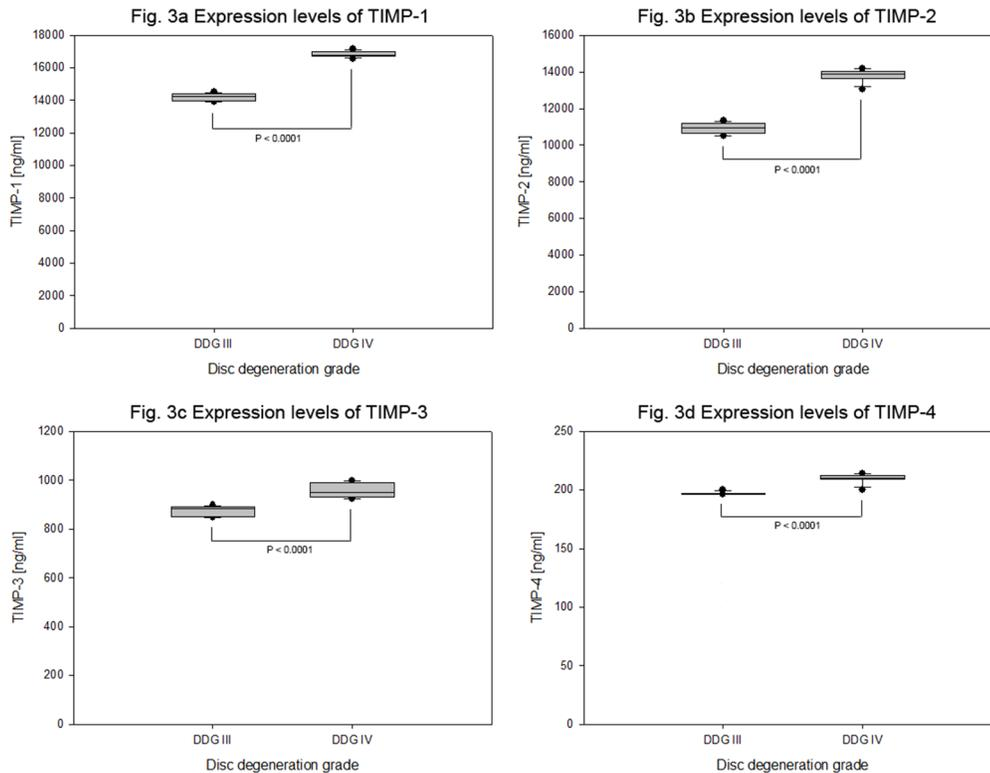 Fig. 3a Expression levels of TIMP-1
18000
16000
14000
12000
10000
8000
6000
4000
2000
0
TIMP-1 [ng/ml]
P < 0.0001
DDG III
DDG IV
Disc degeneration grade
Fig. 3b Expression levels of TIMP-2
16000
14000
12000
10000
8000
6000
4000
2000
0
TIMP-2 [ng/ml]
P < 0.0001
DDG III
DDG IV
Disc degeneration grade
Fig. 3c Expression levels of TIMP-3
1200
1000
800
600
400
200
0
TIMP-3 [ng/ml]
P < 0.0001
DDG III
DDG IV
Disc degeneration grade
Fig. 3d Expression levels of TIMP-4
250
200
150
100
50
0
TIMP-4 [ng/ml]
P < 0.0001
DDG III
DDG IV
Disc degeneration grade